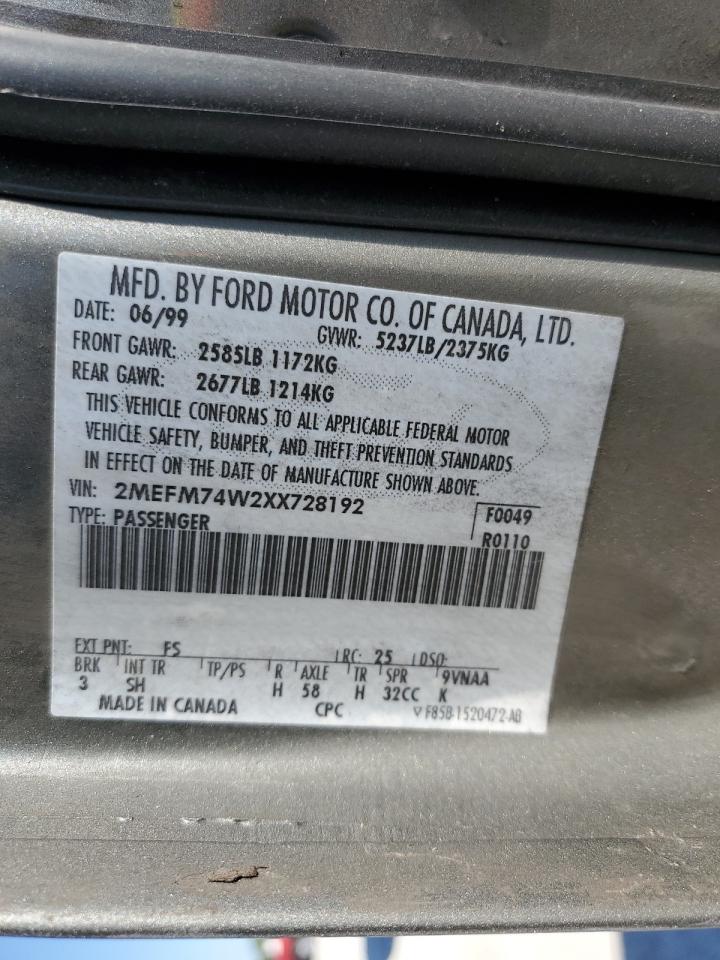 MFD. BY FORD MOTOR CO. OF CANADA, LTD.
DATE: 06/99 GVWR: 5237LB/2375KG
FRONT GAWR: 2585LB 1172KG
REAR GAWR: 2677LB 1214KG
THIS VEHICLE CONFORMS TO ALL APPLICABLE FEDERAL MOTOR
VEHICLE SAFETY, BUMPER, AND THEFT PREVENTION STANDARDS
IN EFFECT ON THE DATE OF MANUFACTURE SHOWN ABOVE.
VIN: 2MEFM74W2XX728192
TYPE: PASSENGER
F0049
R0110
EXT PNT: FS RC: 25 DSO:
BRK INT TR TP/PS R AXLE TR SPR 9VNAA
3 SH H 58 H 32CC K
MADE IN CANADA CPC ▽ F85B-1520472-AB